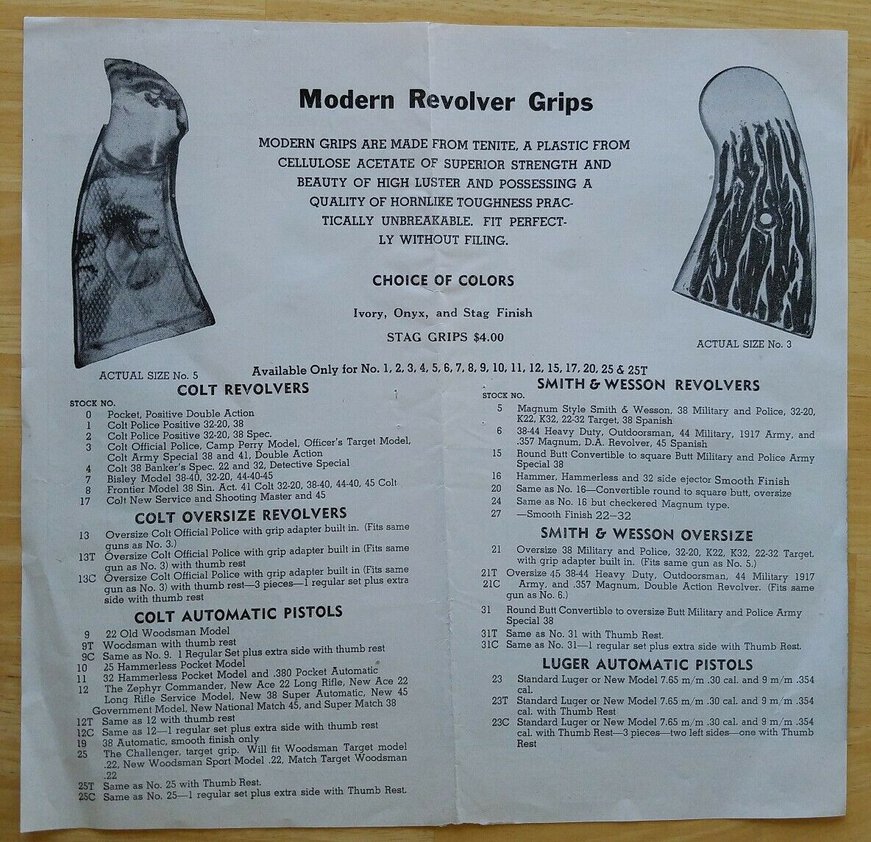 Modern Revolver Grips
MODERN GRIPS ARE MADE FROM TENITE, A PLASTIC FROM
CELLULOSE ACETATE OF SUPERIOR STRENGTH AND
BEAUTY OF HIGH LUSTER AND POSSESSING A
QUALITY OF HORNLIKE TOUGHNESS PRAC-
TICALLY UNBREAKABLE. FIT PERFECT-
LY WITHOUT FILING.
CHOICE OF COLORS
Ivory, Onyx, and Stag Finish
STAG GRIPS $4.00
ACTUAL SIZE No. 3
ACTUAL SIZE No. 5
Available Only for No. 1, 2, 3, 4, 5, 6, 7, 8, 9, 10, 11, 12, 15, 17, 20, 25 & 25T
COLT REVOLVERS
STOCK NO.
0 Pocket, Positive Double Action
1 Colt Police Positive 32-20, 38
2 Colt Police Positive 32-20, 38 Spec.
3 Colt Official Police, Camp Perry Model, Officer's Target Model,
Colt Army Special 38 and 41, Double Action
4 Colt 38 Banker's Spec. 22 and 32, Detective Special
7 Bisley Model 38-40, 32-20, 44-40-45
8 Frontier Model 38 Sin. Act. 41 Colt 32-20, 38-40, 44-40, 45 Colt
17 Colt New Service and Shooting Master and 45
COLT OVERSIZE REVOLVERS
13 Oversize Colt Official Police with grip adapter built in. (Fits same
guns as No. 3.)
13T Oversize Colt Official Police with grip adapter built in (Fits same
guns as No. 3) with thumb rest
13C Oversize Colt Official Police with grip adapter built in (Fits same
guns as No. 3) with thumb rest—3 pieces—1 regular set plus extra
side with thumb rest
COLT AUTOMATIC PISTOLS
9 22 Old Woodsman Model
9T Woodsman with thumb rest
9C Same as No. 9. 1 Regular Set plus extra side with thumb rest
10 25 Hammerless Pocket Model
11 32 Hammerless Pocket Model and .380 Pocket Automatic
12 The Zephyr Commander, New Ace 22 Long Rifle, New Ace 22
Long Rifle Service Model, New 38 Super Automatic, New 45
Government Model, New National Match 45, and Super Match 38
12T Same as 12 with thumb rest
12C Same as 12—1 regular set plus extra side with thumb rest
19 38 Automatic, smooth finish only
25 The Challenger, target grip. Will fit Woodsman Target model
.22, New Woodsman Sport Model .22, Match Target Woodsman
.22
25T Same as No. 25 with Thumb Rest.
25C Same as No. 25—1 regular set plus extra side with Thumb Rest.
SMITH & WESSON REVOLVERS
STOCK NO.
5 Magnum Style Smith & Wesson, 38 Military and Police, 32-20,
K22, K32, 22-32 Target, 38 Spanish
6 38-44 Heavy Duty, Outdoorsman, 44 Military, 1917 Army, and
.357 Magnum, D.A. Revolver, 45 Spanish
15 Round Butt Convertible to square Butt Military and Police Army
Special 38
16 Hammer, Hammerless and 32 side ejector Smooth Finish
20 Same as No. 16—Convertible round to square butt, oversize
24 Same as No. 16 but checkered Magnum type.
27 —Smooth Finish 22-32
SMITH & WESSON OVERSIZE
21 Oversize 38 Military and Police, 32-20, K22, K32, 22-32 Target,
with grip adapter built in. (Fits same gun as No. 5.)
21T Oversize 45 38-44 Heavy Duty, Outdoorsman, 44 Military 1917
21C Army, and .357 Magnum, Double Action Revolver. (Fits same
gun as No. 6.)
31 Round Butt Convertible to oversize Butt Military and Police Army
Special 38
31T Same as No. 31 with Thumb Rest.
31C Same as No. 31—1 regular set plus extra side with Thumb Rest.
LUGER AUTOMATIC PISTOLS
23 Standard Luger or New Model 7.65 m/m .30 cal. and 9 m/m .354
cal.
23T Standard Luger or New Model 7.65 m/m .30 cal. and 9 m/m .354
cal. with Thumb Rest
23C Standard Luger or New Model 7.65 m/m .30 cal. and 9 m/m .354
cal. with Thumb Rest—3 pieces—two left sides—one with Thumb
Rest